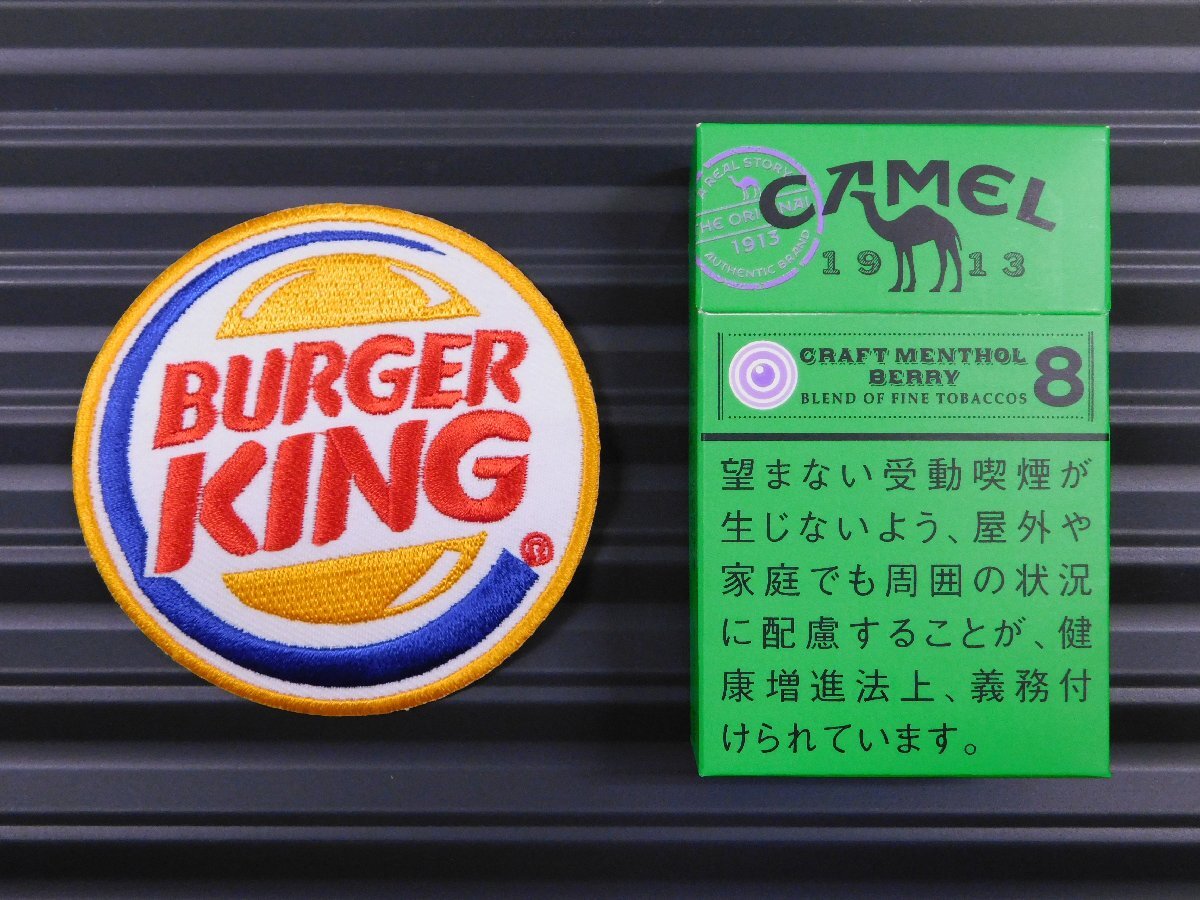 BURGER
KING
®
A REAL STORY
THE ORIGINAL
1913
AUTHENTIC BRAND
CAMEL
1913
CRAFT MENTHOL
BERRY
BLEND OF FINE TOBACCOS
8
望まない受動喫煙が
生じないよう、屋外や
家庭でも周囲の状況
に配慮することが、健
康増進法上、義務付
けられています。